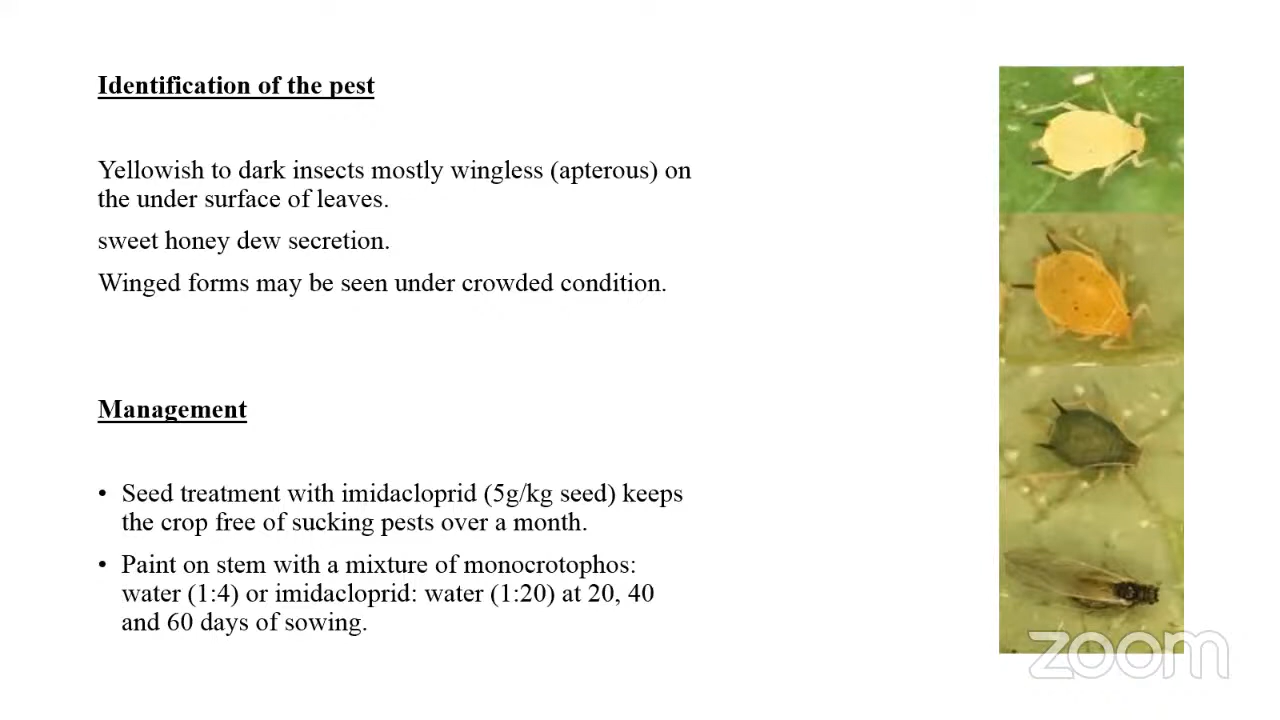 Identification of the pest
Yellowish to dark insects mostly wingless (apterous) on
the under surface of leaves.
sweet honey dew secretion.
Winged forms may be seen under crowded condition.
Management
• Seed treatment with imidacloprid (5g/kg seed) keeps
the crop free of sucking pests over a month.
• Paint on stem with a mixture of monocrotophos:
water (1:4) or imidacloprid: water (1:20) at 20, 40
and 60 days of sowing.
zoom